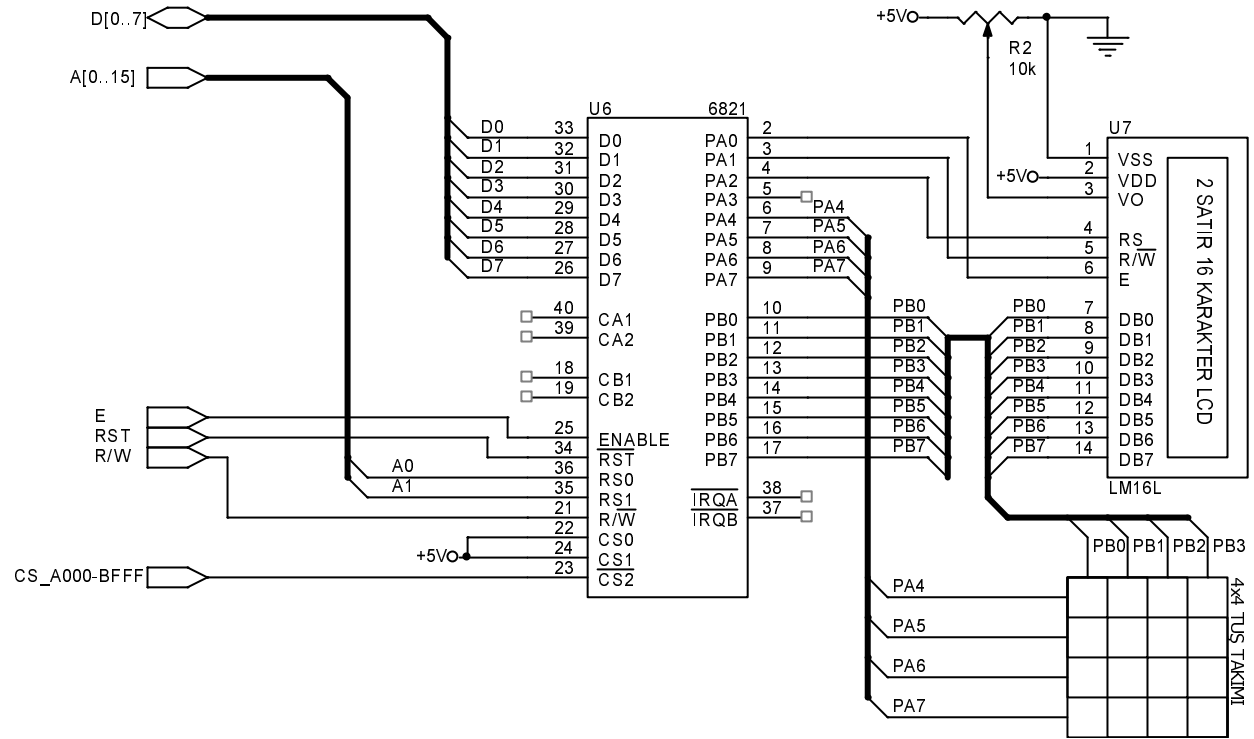 D[0..7]
A[0..15]
E
RST
R/W
CS_A000-BFFF
D0
D1
D2
D3
D4
D5
D6
D7
A0
A1
+5V
U6
6821
33 D0
32 D1
31 D2
30 D3
29 D4
28 D5
27 D6
26 D7
40 CA1
39 CA2
18 CB1
19 CB2
25 ENABLE
34 RST
36 RS0
35 RS1
21 R/W
22 CS0
24 CS1
23 CS2
PA0 2
PA1 3
PA2 4
PA3 5
PA4 6
PA5 7
PA6 8
PA7 9
PB0 10
PB1 11
PB2 12
PB3 13
PB4 14
PB5 15
PB6 16
PB7 17
IRQA 38
IRQB 37
PA4
PA5
PA6
PA7
PB0
PB1
PB2
PB3
PB4
PB5
PB6
PB7
+5V
R2
10k
+5V
PB0
PB1
PB2
PB3
PB4
PB5
PB6
PB7
U7
1 VSS
2 VDD
3 VO
4 RS
5 R/W
6 E
7 DB0
8 DB1
9 DB2
10 DB3
11 DB4
12 DB5
13 DB6
14 DB7
2 SATIR 16 KARAKTER LCD
LM16L
PB0 PB1 PB2 PB3
PA4
PA5
PA6
PA7
4x4 TUŞ TAKIMI